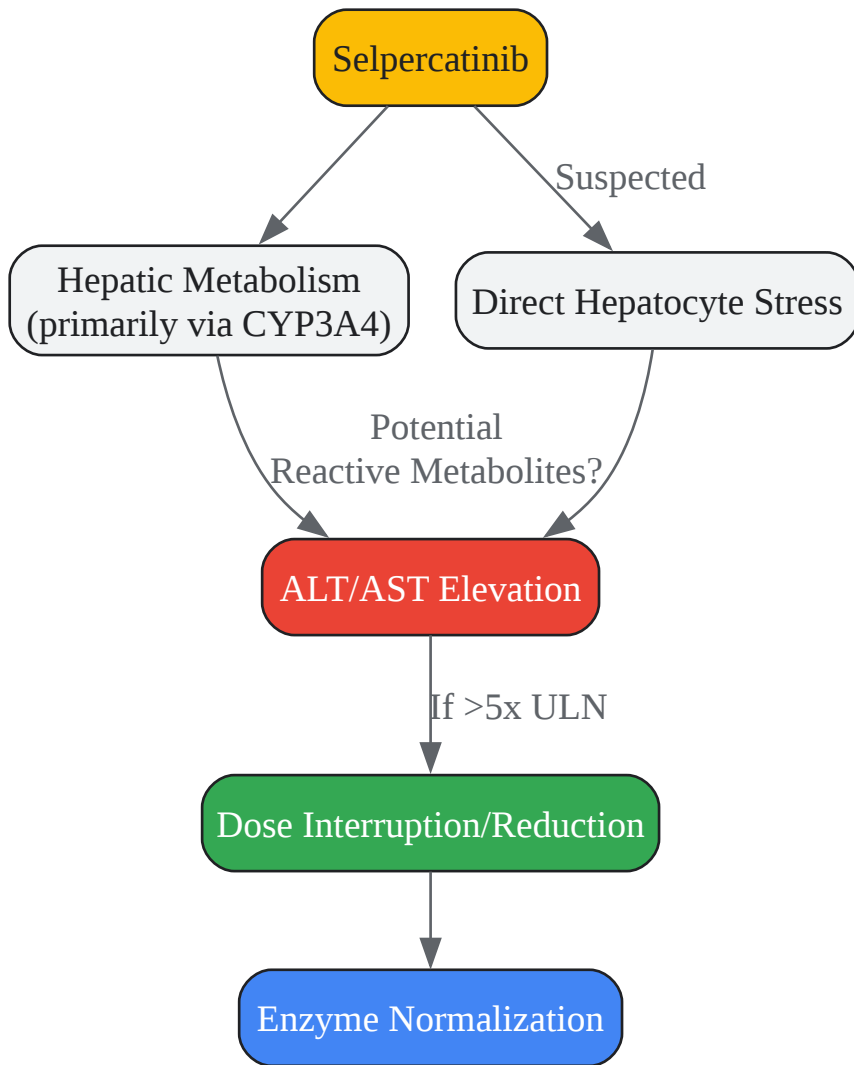 Selpercatinib
Suspected
Hepatic Metabolism
(primarily via CYP3A4)
Direct Hepatocyte Stress
Potential
Reactive Metabolites?
ALT/AST Elevation
If >5x ULN
Dose Interruption/Reduction
Enzyme Normalization